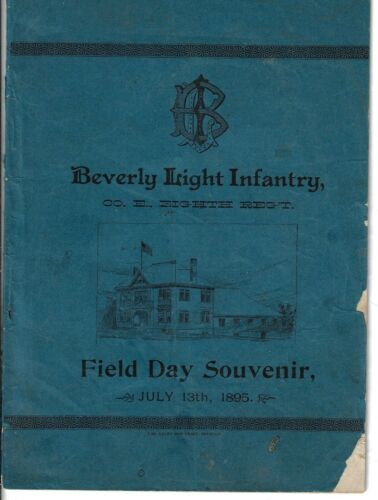 Beverly Light Infantry,
CO. E., EIGHTH REG'T.
Field Day Souvenir,
JULY 13th, 1895.